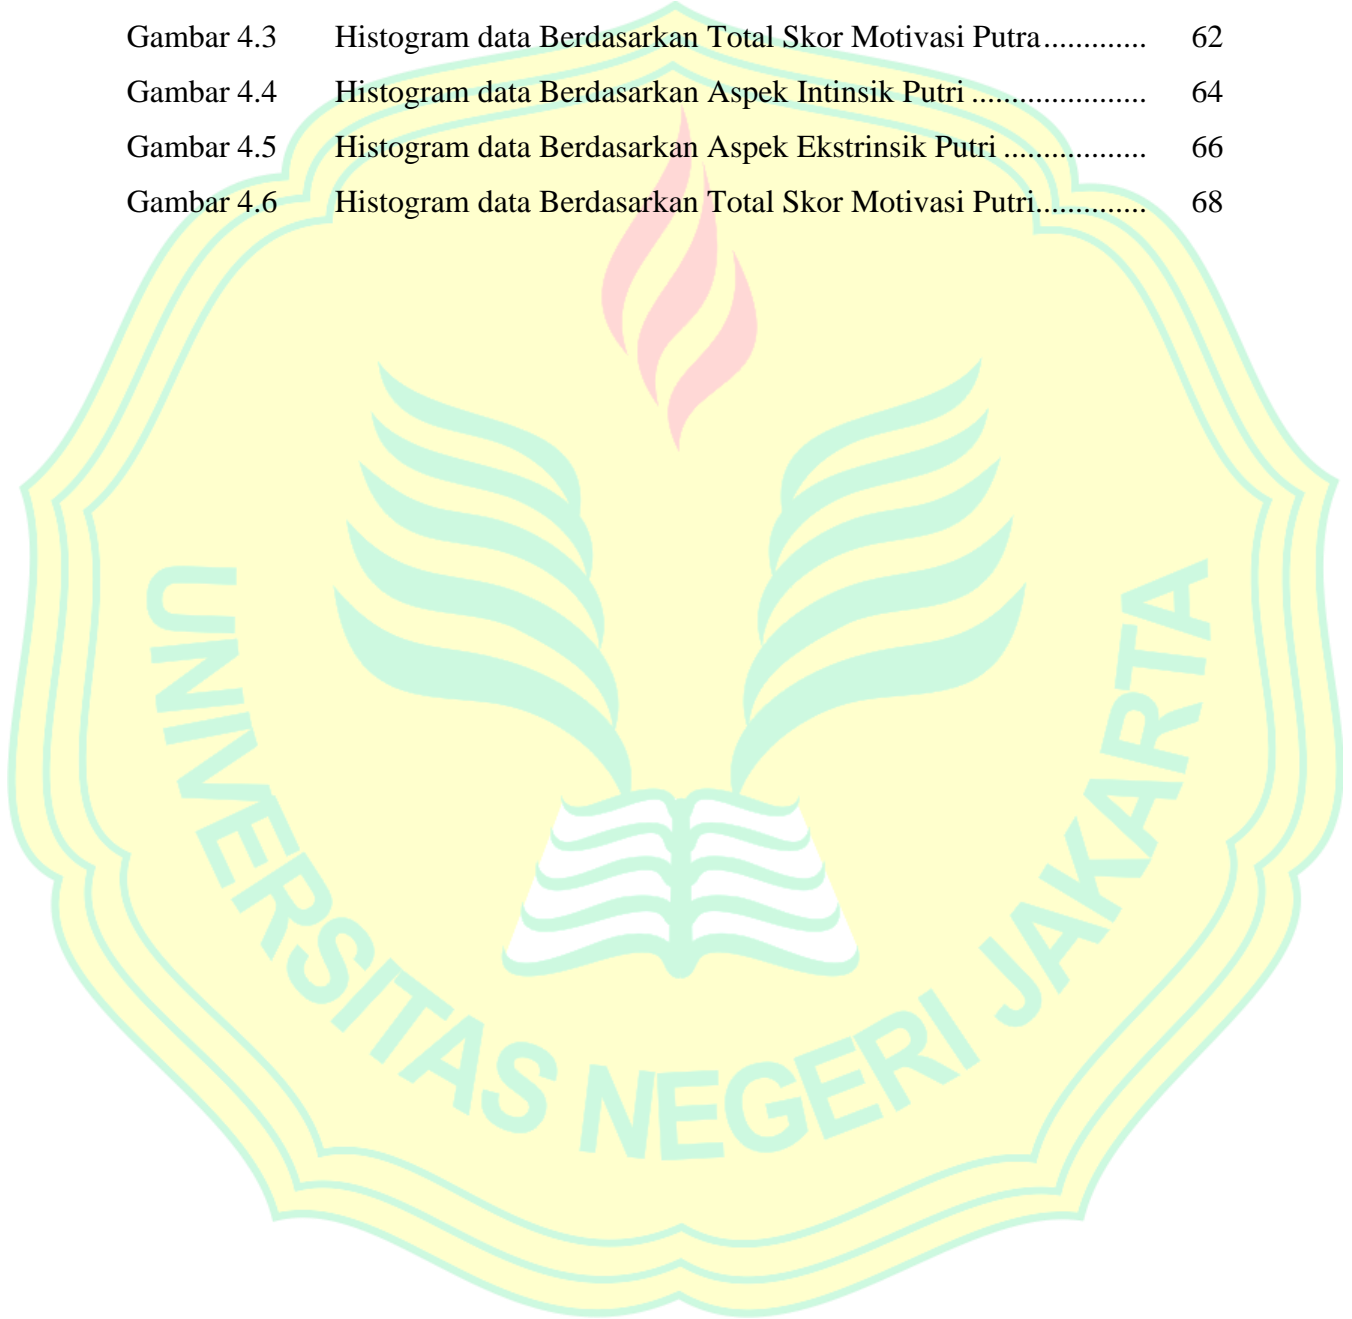 Gambar 4.3 Histogram data Berdasarkan Total Skor Motivasi Putra............. 62
Gambar 4.4 Histogram data Berdasarkan Aspek Intinsik Putri ...................... 64
Gambar 4.5 Histogram data Berdasarkan Aspek Ekstrinsik Putri .................. 66
Gambar 4.6 Histogram data Berdasarkan Total Skor Motivasi Putri.............. 68
UNIVERSITAS NEGERI JAKARTA